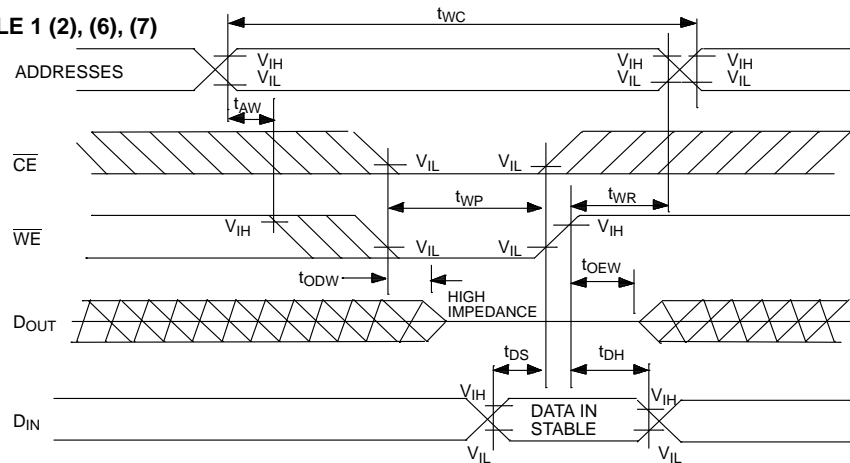 LE 1 (2), (6), (7)
tWC
ADDRESSES
VIH
VIL
VIH
VIL
VIH
VIL
tAW
CE
VIL
VIL
tWP
tWR
WE
VIH
VIL
VIL
VIH
tODW
tOEW
DOUT
HIGH
IMPEDANCE
tDS
tDH
DIN
VIH
VIL
DATA IN
STABLE
VIH
VIL